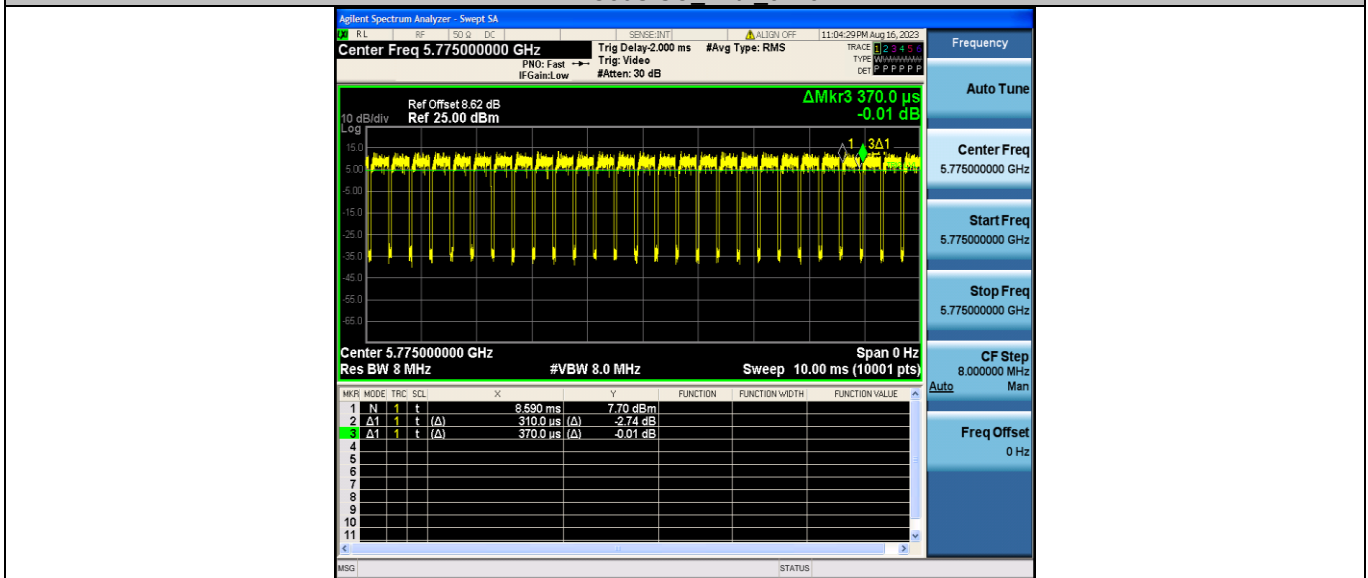 Agilent Spectrum Analyzer - Swept SA
RL RF 50 Ω DC SENSE:INT ALIGN OFF 11:04:29 PM Aug 16, 2023
Center Freq 5.775000000 GHz
PNO: Fast
IFGain:Low
Trig Delay-2.000 ms
Trig: Video
#Atten: 30 dB
#Avg Type: RMS
TRACE 1 2 3 4 5 6
TYPE W
DET P P P P P P
Frequency
Auto Tune
Center Freq
5.775000000 GHz
Start Freq
5.775000000 GHz
Stop Freq
5.775000000 GHz
CF Step
8.000000 MHz
Auto Man
Freq Offset
0 Hz
ΔMkr3 370.0 µs
-0.01 dB
Ref Offset 8.62 dB
10 dB/div Ref 25.00 dBm
Log
15.0
5.00
-5.00
-15.0
-25.0
-35.0
-45.0
-55.0
-65.0
1 3Δ1
Center 5.775000000 GHz Span 0 Hz
Res BW 8 MHz #VBW 8.0 MHz Sweep 10.00 ms (10001 pts)
MKR MODE TRC SCL X Y FUNCTION FUNCTION WIDTH FUNCTION VALUE
1 N 1 t 8.590 ms 7.70 dBm
2 Δ1 1 t (Δ) 310.0 µs (Δ) -2.74 dB
3 Δ1 1 t (Δ) 370.0 µs (Δ) -0.01 dB
4
5
6
7
8
9
10
11
MSG STATUS